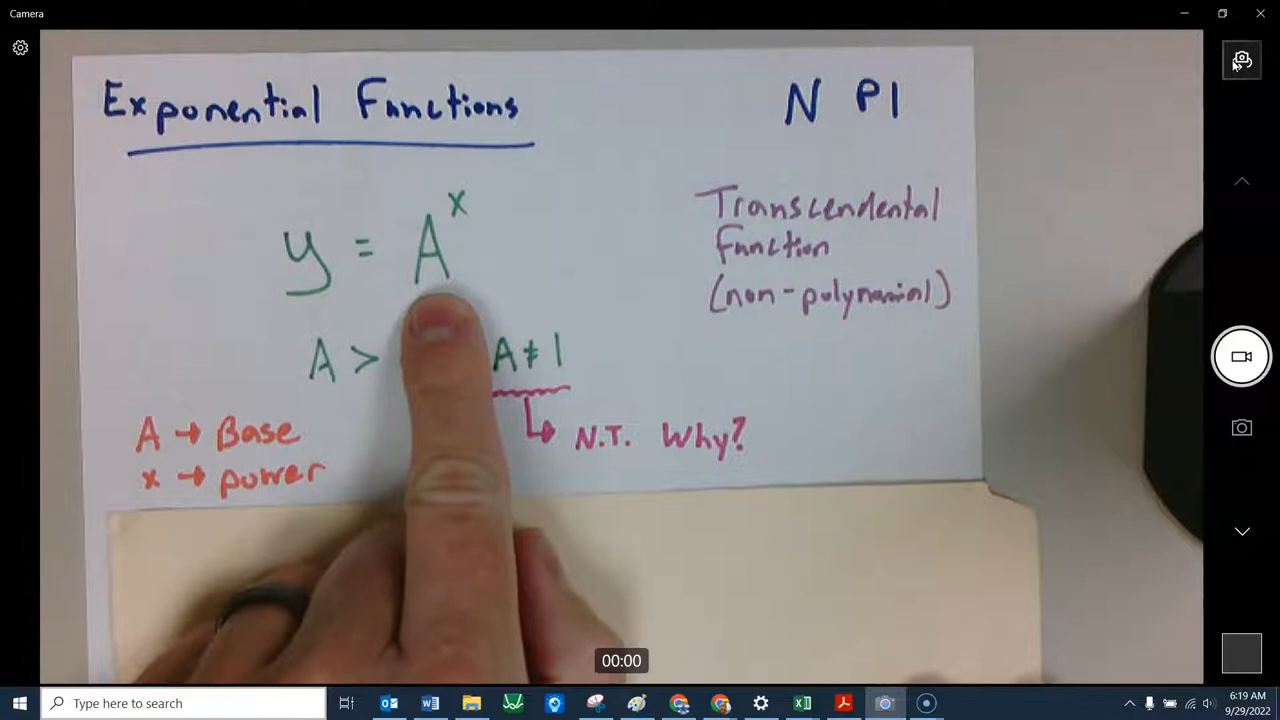 Camera
Exponential Functions
N P1
y = A^x
Transcendental
Function
(non-polynomial)
A >
A ≠ 1
N.T. Why?
A → Base
x → power
00:00
Type here to search
6:19 AM
9/29/2022